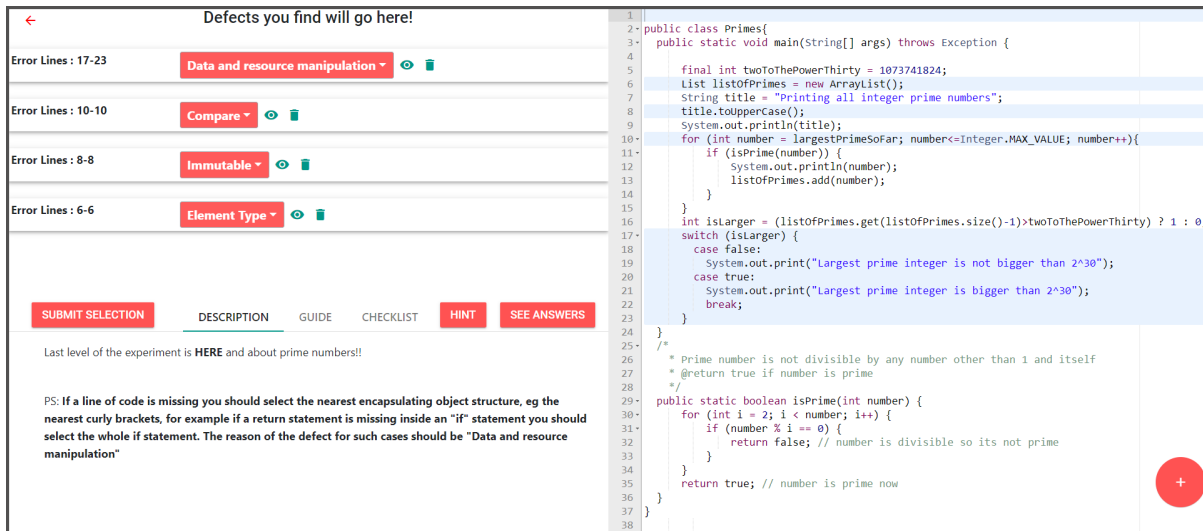 Defects you find will go here!
Error Lines : 17-23
Data and resource manipulation
Error Lines : 10-10
Compare
Error Lines : 8-8
Immutable
Error Lines : 6-6
Element Type
SUBMIT SELECTION
DESCRIPTION
GUIDE
CHECKLIST
HINT
SEE ANSWERS
Last level of the experiment is HERE and about prime numbers!!
PS: If a line of code is missing you should select the nearest encapsulating object structure, eg the
nearest curly brackets, for example if a return statement is missing inside an "if" statement you should
select the whole if statement. The reason of the defect for such cases should be "Data and resource
manipulation"
1
2 public class Primes{
3 public static void main(String[] args) throws Exception {
4
5 final int twoToThePowerThirty = 1073741824;
6 List listOfPrimes = new ArrayList();
7 String title = "Printing all integer prime numbers";
8 title.toUpperCase();
9 System.out.println(title);
10 for (int number = largestPrimeSoFar; number<=Integer.MAX_VALUE; number++){
11 if (isPrime(number)) {
12 System.out.println(number);
13 listOfPrimes.add(number);
14 }
15 }
16 int isLarger = (listOfPrimes.get(listOfPrimes.size()-1)>twoToThePowerThirty) ? 1 : 0
17 switch (isLarger) {
18 case false:
19 System.out.print("Largest prime integer is not bigger than 2^30");
20 case true:
21 System.out.print("Largest prime integer is bigger than 2^30");
22 break;
23 }
24 }
25 /*
26 * Prime number is not divisible by any number other than 1 and itself
27 * @return true if number is prime
28 */
29 public static boolean isPrime(int number) {
30 for (int i = 2; i < number; i++) {
31 if (number % i == 0) {
32 return false; // number is divisible so its not prime
33 }
34 }
35 return true; // number is prime now
36 }
37 }
38
+